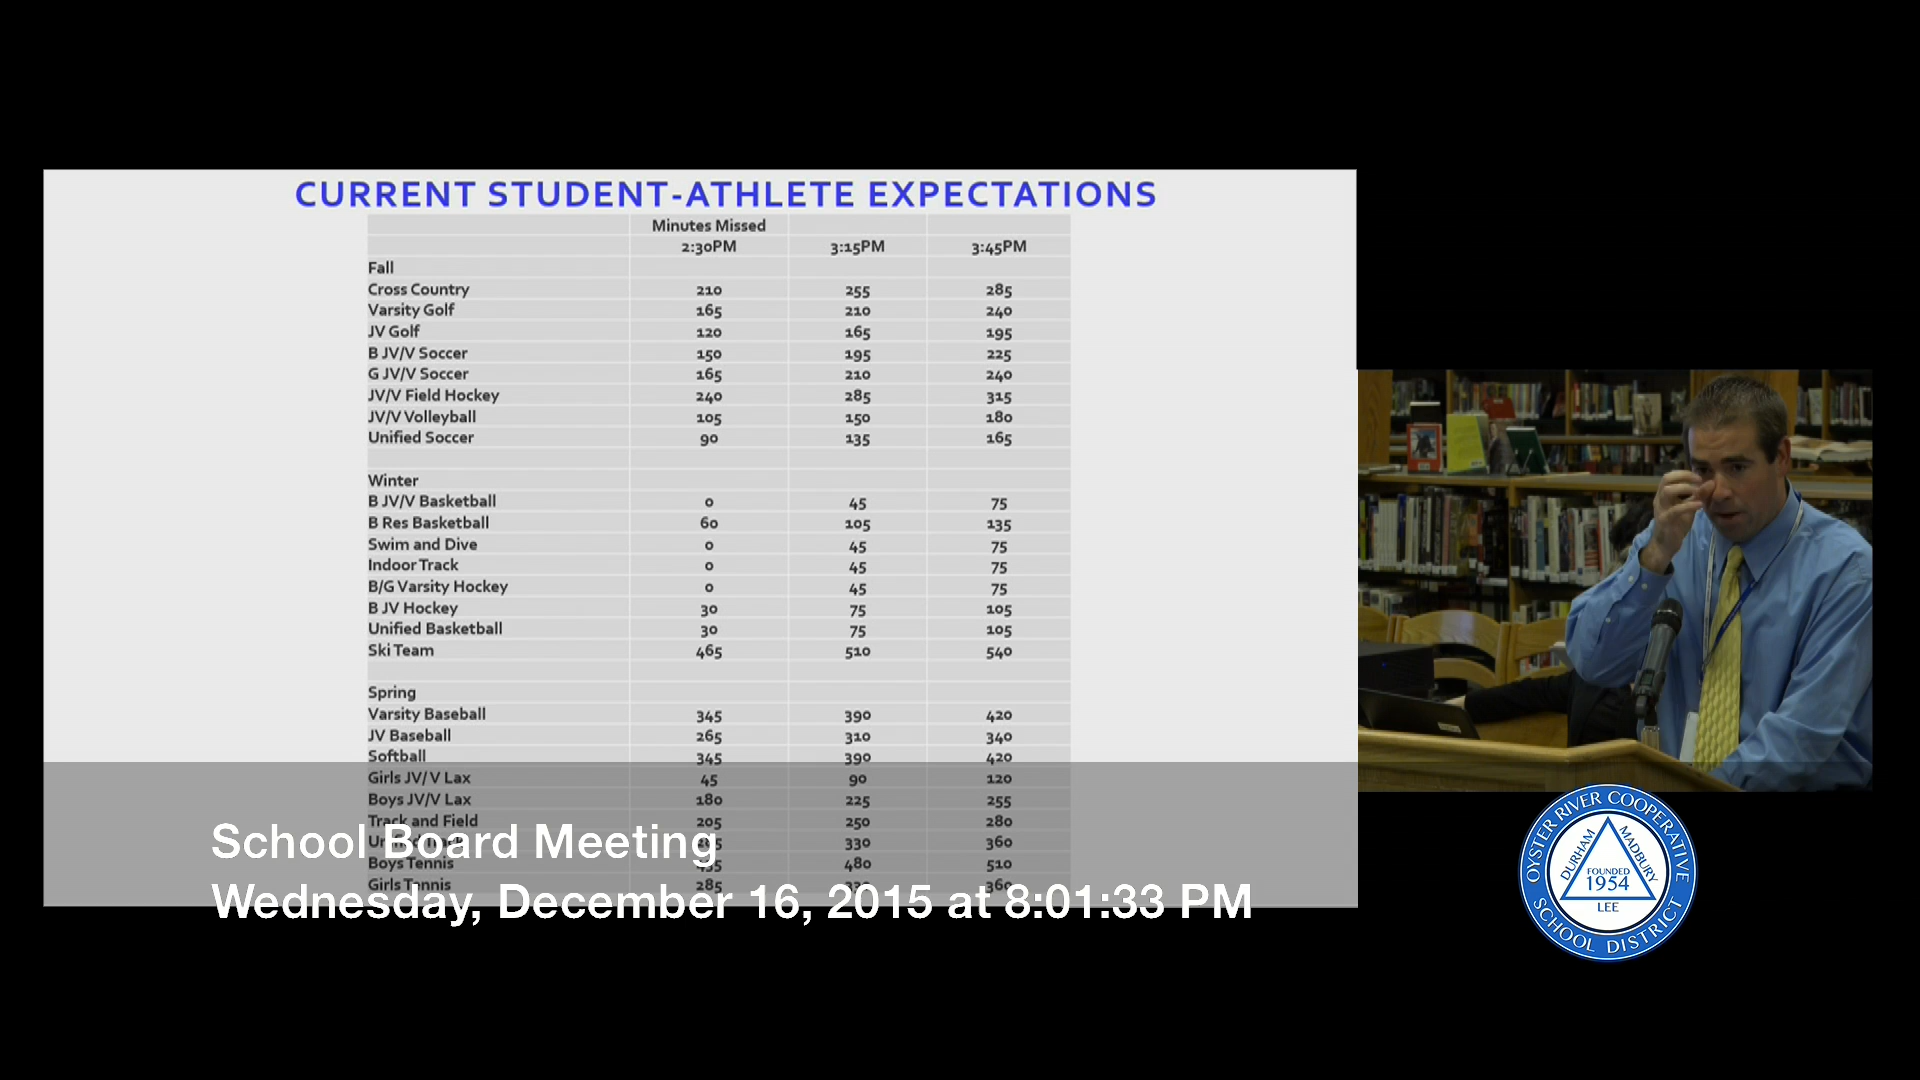 CURRENT STUDENT-ATHLETE EXPECTATIONS
Minutes Missed
2:30PM 3:15PM 3:45PM
Fall
Cross Country 210 255 285
Varsity Golf 165 210 240
JV Golf 120 165 195
B JV/V Soccer 150 195 225
G JV/V Soccer 165 210 240
JV/V Field Hockey 240 285 315
JV/V Volleyball 105 150 180
Unified Soccer 90 135 165
Winter
B JV/V Basketball 0 45 75
B Res Basketball 60 105 135
Swim and Dive 0 45 75
Indoor Track 0 45 75
B/G Varsity Hockey 0 45 75
B JV Hockey 30 75 105
Unified Basketball 30 75 105
Ski Team 465 510 540
Spring
Varsity Baseball 345 390 420
JV Baseball 265 310 340
Softball 345 390 420
Girls JV/V Lax 45 90 120
Boys JV/V Lax 180 225 255
Track and Field 205 250 280
330 360
Boys Tennis 480 510
Girls Tennis 285 360
School Board Meeting
Wednesday, December 16, 2015 at 8:01:33 PM
OYSTER RIVER COOPERATIVE
SCHOOL DISTRICT
DURHAM
MADBURY
FOUNDED
1954
LEE